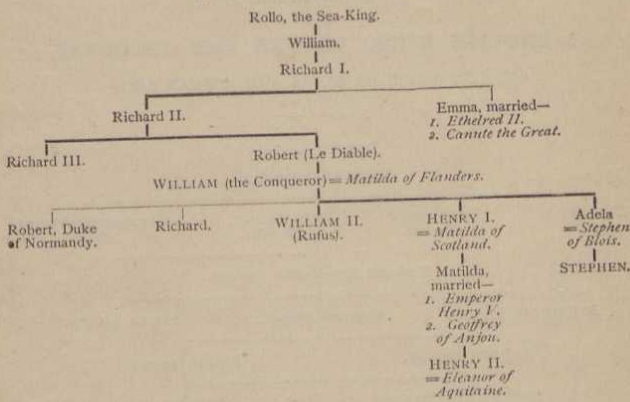 Rollo, the Sea-King.
William.
Richard I.
Richard II.
Emma, married—
1. Ethelred II.
2. Canute the Great.
Richard III.
Robert (Le Diable).
WILLIAM (the Conqueror) = Matilda of Flanders.
Robert, Duke
of Normandy.
Richard.
WILLIAM II.
(Rufus).
HENRY I.
= Matilda of
Scotland.
Adela
= Stephen
of Blois.
Matilda,
married—
1. Emperor
Henry V.
2. Geoffrey
of Anjou.
STEPHEN.
HENRY II.
= Eleanor of
Aquitaine.